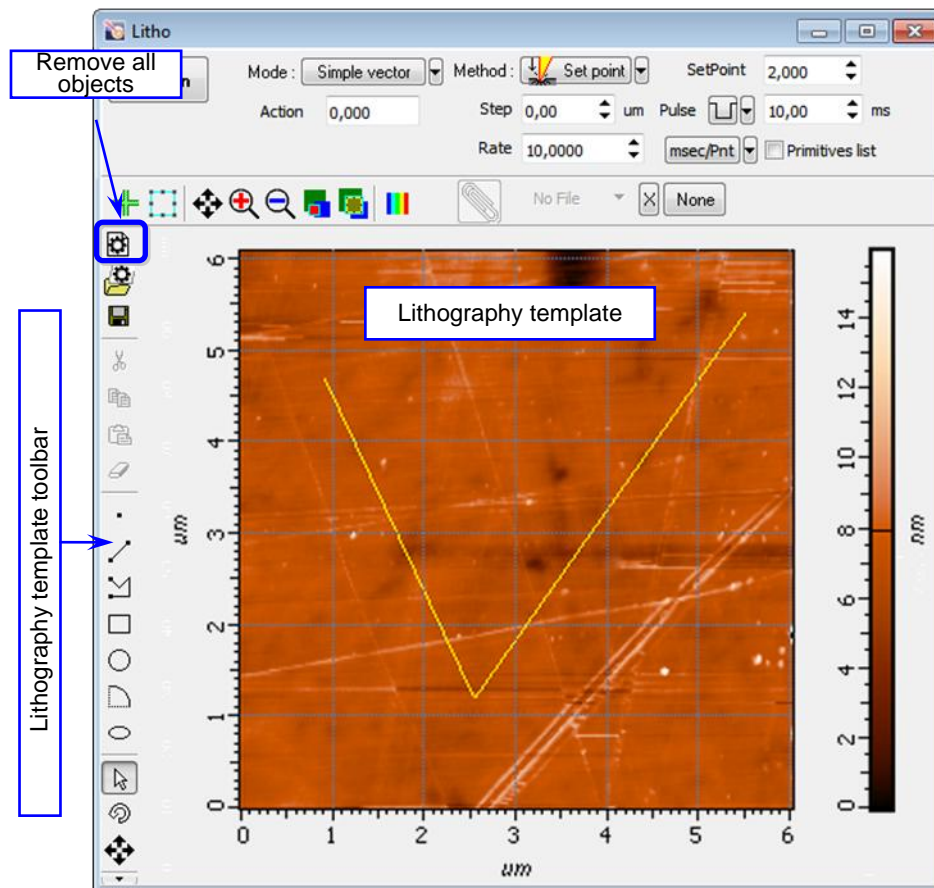 Litho
Remove all
objects
n
Mode : Simple vector Method : Set point SetPoint 2,000
Action 0,000 Step 0,00 um Pulse 10,00 ms
Rate 10,0000 msec/Pnt Primitives list
No File X None
Lithography template
Lithography template toolbar
6
5
4
3
2
1
0
um
0 1 2 3 4 5 6
um
14
12
10
8
6
4
2
0
nm